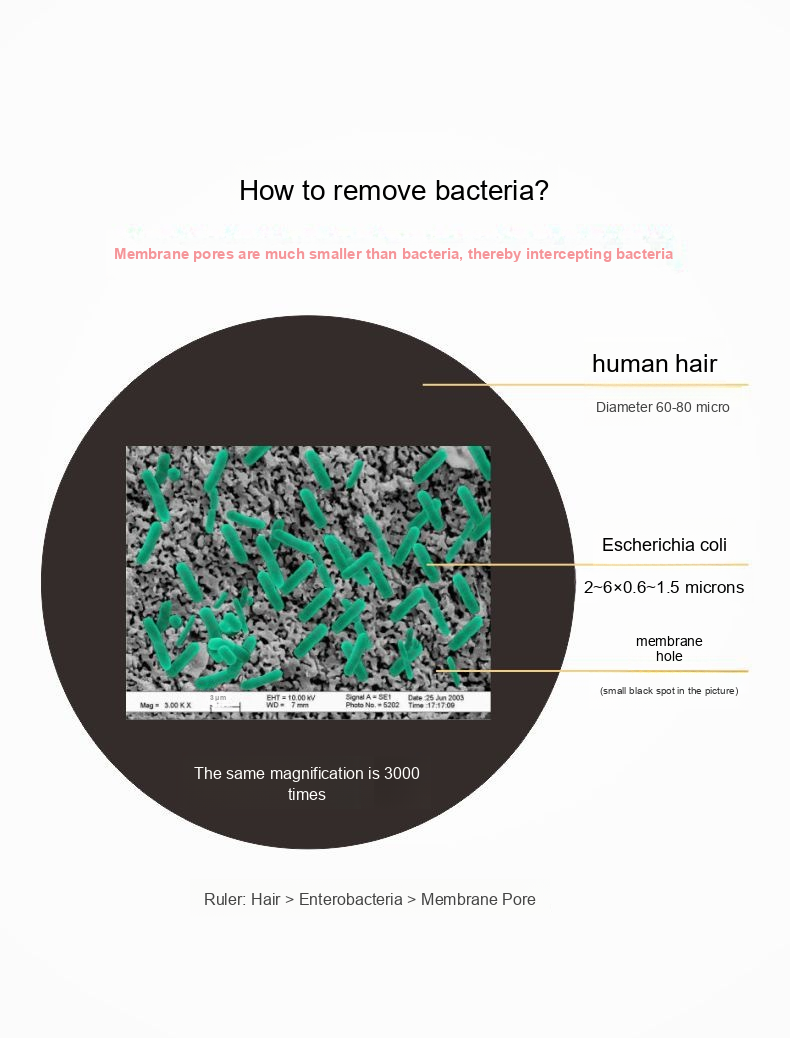 How to remove bacteria?
Membrane pores are much smaller than bacteria, thereby intercepting bacteria
human hair
Diameter 60-80 micro
Escherichia coli
2~6×0.6~1.5 microns
membrane
hole
(small black spot in the picture)
3 µm
Mag = 3.00 K X
EHT = 10.00 kV
WD = 7 mm
Signal A = SE1
Photo No. = 5202
Date :25 Jun 2003
Time :17:17:09
The same magnification is 3000
times
Ruler: Hair > Enterobacteria > Membrane Pore